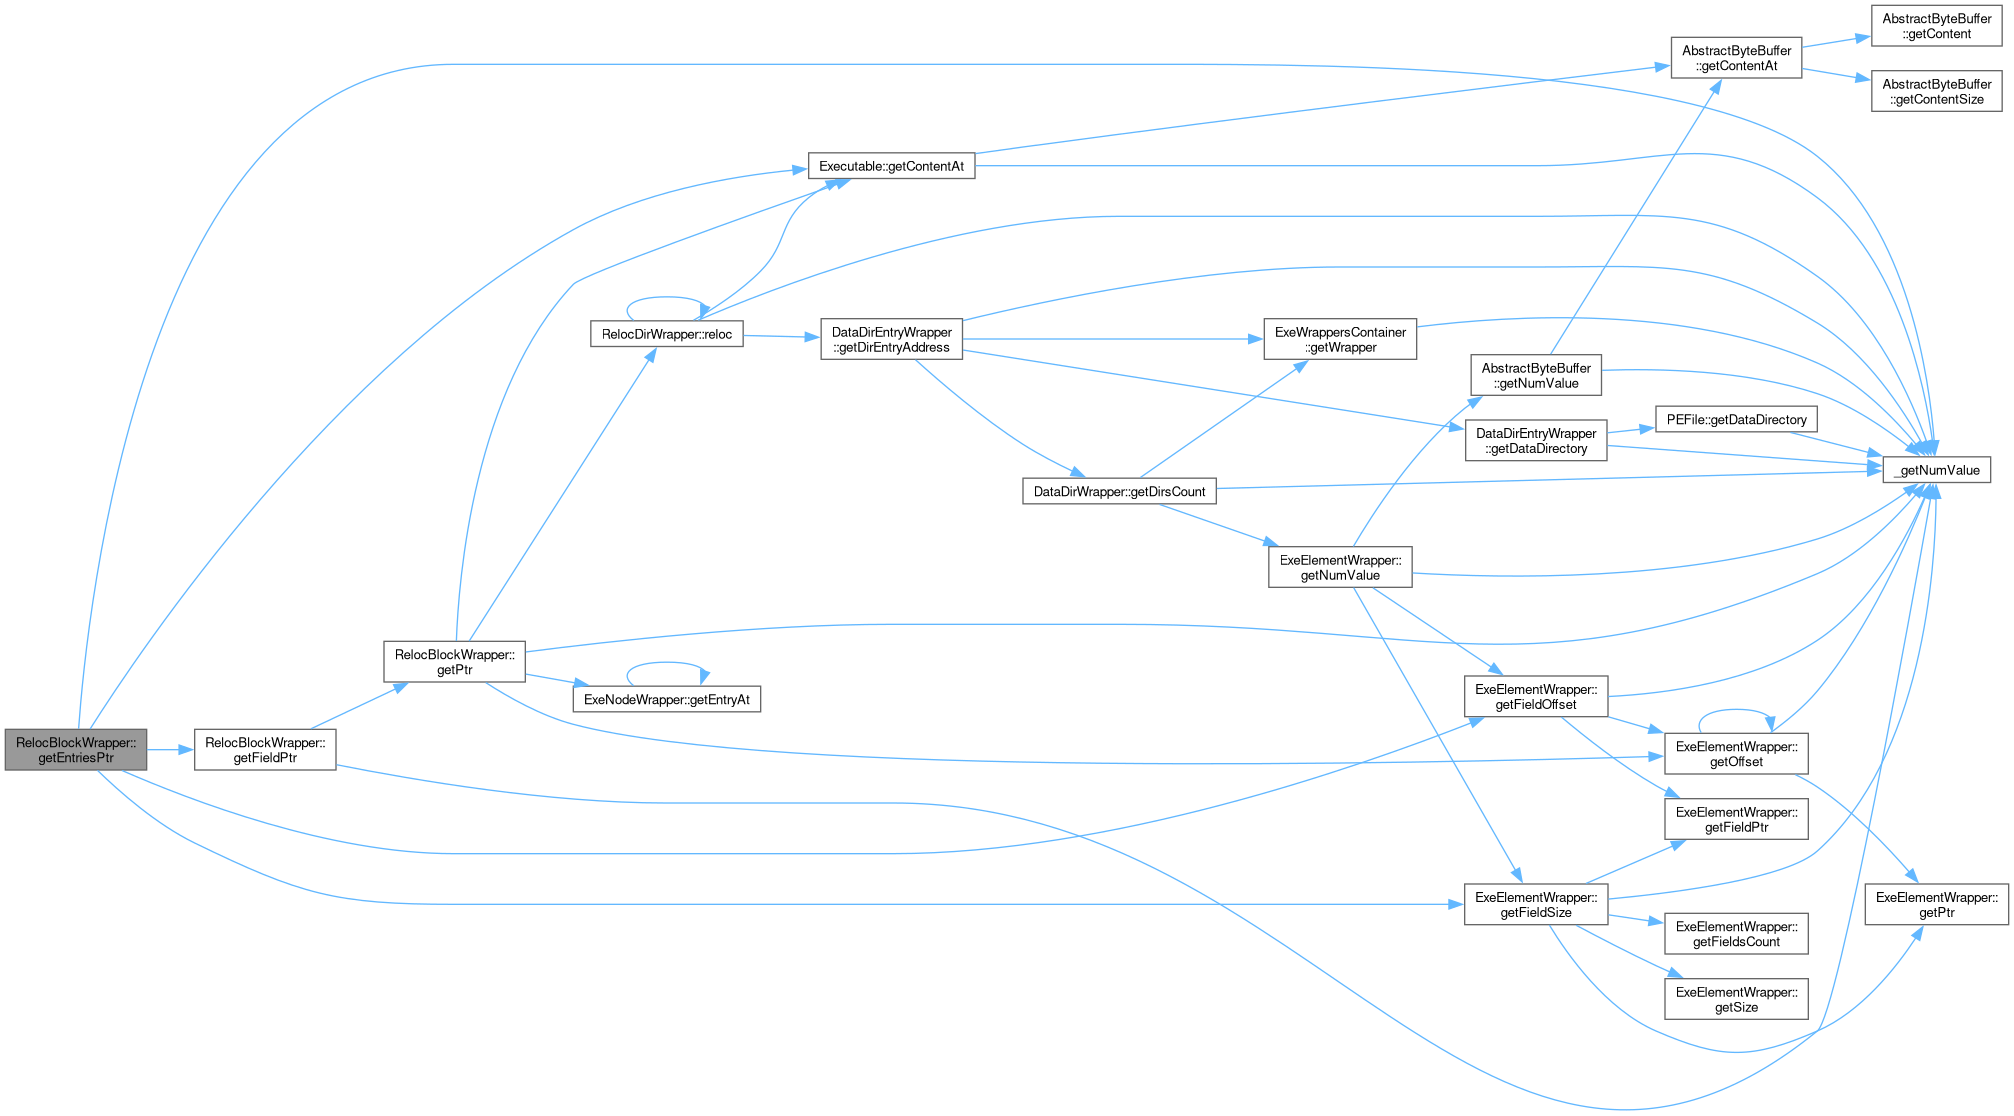 AbstractByteBuffer
::getContent
AbstractByteBuffer
::getContentAt
AbstractByteBuffer
::getContentSize
Executable::getContentAt
RelocDirWrapper::reloc
DataDirEntryWrapper
::getDirEntryAddress
ExeWrappersContainer
::getWrapper
AbstractByteBuffer
::getNumValue
PEFile::getDataDirectory
DataDirEntryWrapper
::getDataDirectory
_getNumValue
DataDirWrapper::getDirsCount
ExeElementWrapper::
getNumValue
RelocBlockWrapper::
getPtr
ExeNodeWrapper::getEntryAt
ExeElementWrapper::
getFieldOffset
RelocBlockWrapper::
getEntriesPtr
RelocBlockWrapper::
getFieldPtr
ExeElementWrapper::
getOffset
ExeElementWrapper::
getFieldPtr
ExeElementWrapper::
getFieldSize
ExeElementWrapper::
getPtr
ExeElementWrapper::
getFieldsCount
ExeElementWrapper::
getSize